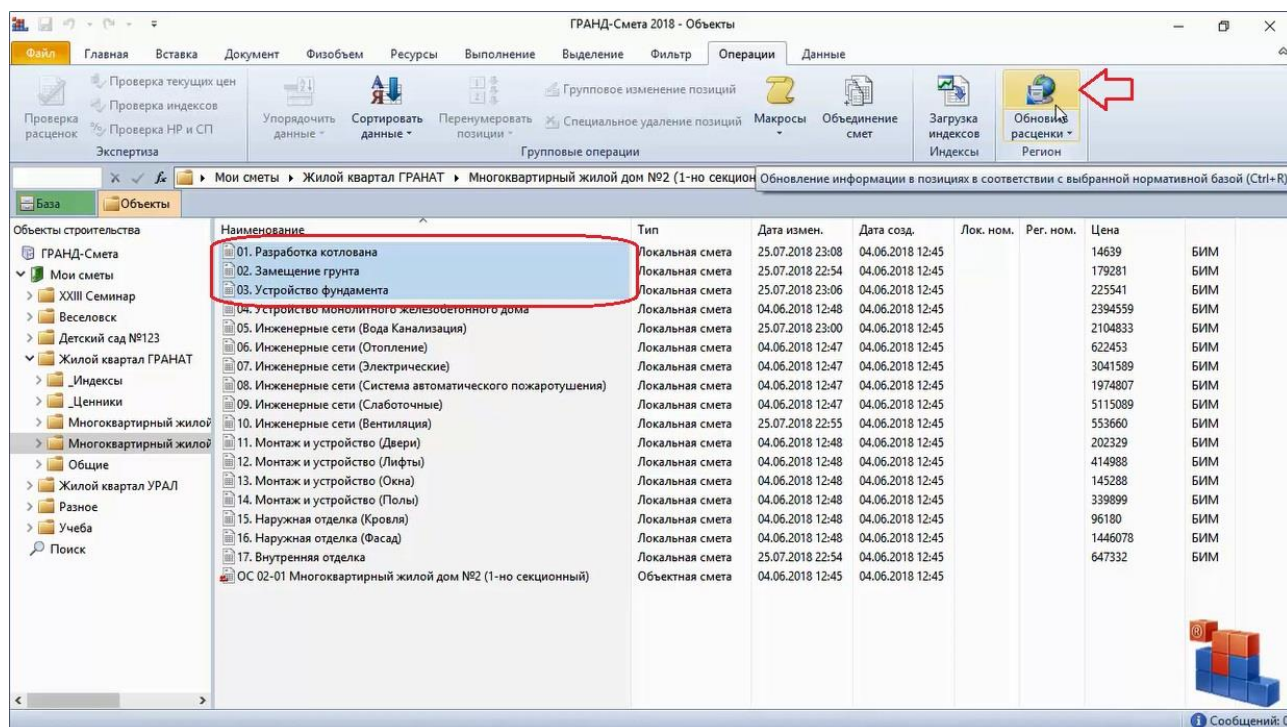 ГРАНД-Смета 2018 - Объекты
Файл Главная Вставка Документ Физобъем Ресурсы Выполнение Выделение Фильтр Операции Данные
Проверка расценок
Проверка текущих цен
Проверка индексов
Проверка НР и СП
Упорядочить данные
Сортировать данные
Перенумеровать позиции
Групповое изменение позиций
Специальное удаление позиций
Макросы
Объединение смет
Загрузка индексов
Обновить расценки
Экспертиза Групповые операции Индексы Регион
Мои сметы Жилой квартал ГРАНАТ Многоквартирный жилой дом №2 (1-но секцион
Обновление информации в позициях в соответствии с выбранной нормативной базой (Ctrl+R)
База Объекты
Объекты строительства
ГРАНД-Смета
Мои сметы
XXIII Семинар
Веселовск
Детский сад №123
Жилой квартал ГРАНАТ
_Индексы
_Ценники
Многоквартирный жилой
Многоквартирный жилой
Общие
Жилой квартал УРАЛ
Разное
Учеба
Поиск
Наименование Тип Дата измен. Дата созд. Лок. ном. Рег. ном. Цена
01. Разработка котлована Локальная смета 25.07.2018 23:08 04.06.2018 12:45 14639 БИМ
02. Замещение грунта Локальная смета 25.07.2018 22:54 04.06.2018 12:45 179281 БИМ
03. Устройство фундамента Локальная смета 25.07.2018 23:06 04.06.2018 12:45 225541 БИМ
04. Устройство монолитного железобетонного дома Локальная смета 04.06.2018 12:48 04.06.2018 12:45 2394559 БИМ
05. Инженерные сети (Вода Канализация) Локальная смета 25.07.2018 23:00 04.06.2018 12:45 2104833 БИМ
06. Инженерные сети (Отопление) Локальная смета 04.06.2018 12:47 04.06.2018 12:45 622453 БИМ
07. Инженерные сети (Электрические) Локальная смета 04.06.2018 12:47 04.06.2018 12:45 3041589 БИМ
08. Инженерные сети (Система автоматического пожаротушения) Локальная смета 04.06.2018 12:47 04.06.2018 12:45 1974807 БИМ
09. Инженерные сети (Слаботочные) Локальная смета 04.06.2018 12:47 04.06.2018 12:45 5115089 БИМ
10. Инженерные сети (Вентиляция) Локальная смета 25.07.2018 22:55 04.06.2018 12:45 553660 БИМ
11. Монтаж и устройство (Двери) Локальная смета 04.06.2018 12:48 04.06.2018 12:45 202329 БИМ
12. Монтаж и устройство (Лифты) Локальная смета 04.06.2018 12:48 04.06.2018 12:45 414988 БИМ
13. Монтаж и устройство (Окна) Локальная смета 04.06.2018 12:48 04.06.2018 12:45 145288 БИМ
14. Монтаж и устройство (Полы) Локальная смета 04.06.2018 12:48 04.06.2018 12:45 339899 БИМ
15. Наружная отделка (Кровля) Локальная смета 04.06.2018 12:48 04.06.2018 12:45 96180 БИМ
16. Наружная отделка (Фасад) Локальная смета 04.06.2018 12:48 04.06.2018 12:45 1446078 БИМ
17. Внутренняя отделка Локальная смета 25.07.2018 22:54 04.06.2018 12:45 647332 БИМ
ОС 02-01 Многоквартирный жилой дом №2 (1-но секционный) Объектная смета 04.06.2018 12:45 04.06.2018 12:45
®
Сообщений: